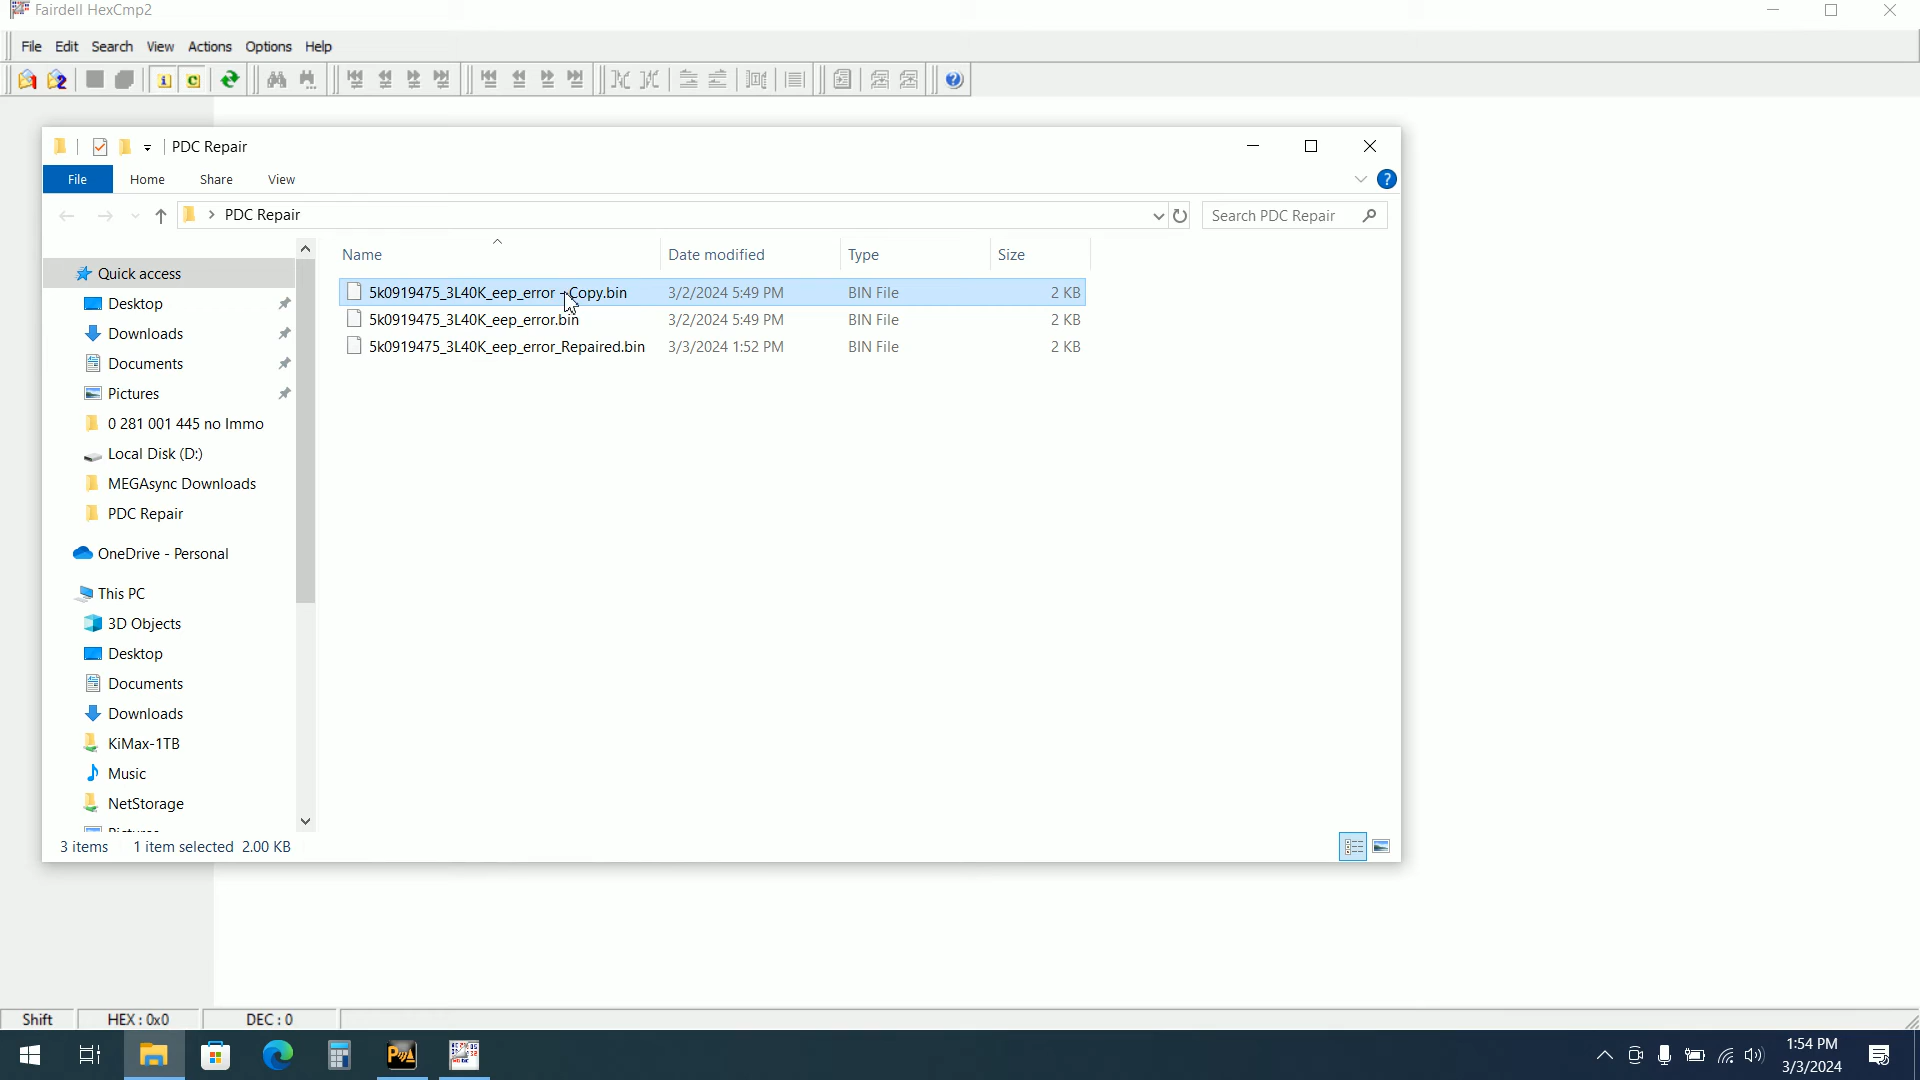 Fairdell HexCmp2
File Edit Search View Actions Options Help
PDC Repair
File Home Share View
PDC Repair
Search PDC Repair
Name Date modified Type Size
Quick access
5k0919475_3L40K_eep_error - Copy.bin 3/2/2024 5:49 PM BIN File 2 KB
Desktop
5k0919475_3L40K_eep_error.bin 3/2/2024 5:49 PM BIN File 2 KB
Downloads
5k0919475_3L40K_eep_error_Repaired.bin 3/3/2024 1:52 PM BIN File 2 KB
Documents
Pictures
0 281 001 445 no Immo
Local Disk (D:)
MEGAsync Downloads
PDC Repair
OneDrive - Personal
This PC
3D Objects
Desktop
Documents
Downloads
KiMax-1TB
Music
NetStorage
Pictures
3 items 1 item selected 2.00 KB
Shift HEX : 0x0 DEC : 0
1:54 PM
3/3/2024